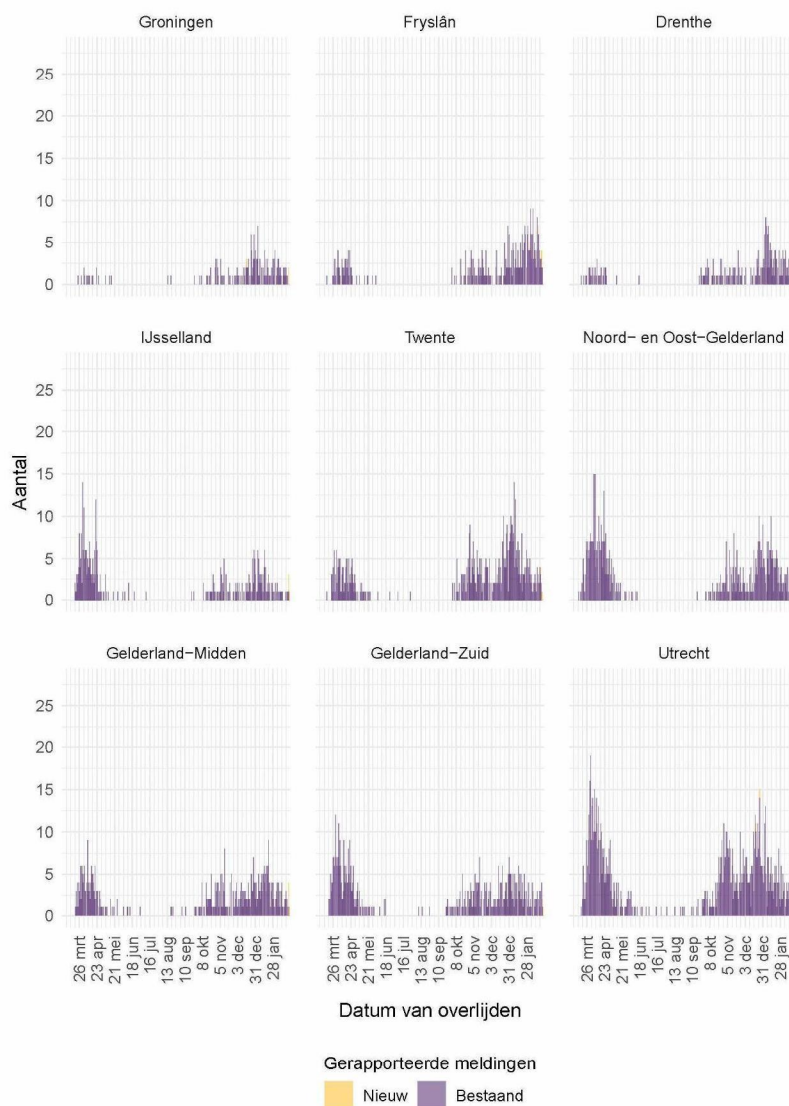 Groningen
Fryslân
Drenthe
25
20
15
10
5
0
IJsselland
Twente
Noord- en Oost-Gelderland
25
20
15
10
5
0
Aantal
Gelderland-Midden
Gelderland-Zuid
Utrecht
25
20
15
10
5
0
26 mrt
23 apr
21 mei
18 jun
16 jul
13 aug
10 sep
8 okt
5 nov
3 dec
31 dec
28 jan
26 mrt
23 apr
21 mei
18 jun
16 jul
13 aug
10 sep
8 okt
5 nov
3 dec
31 dec
28 jan
26 mrt
23 apr
21 mei
18 jun
16 jul
13 aug
10 sep
8 okt
5 nov
3 dec
31 dec
28 jan
Datum van overlijden
Gerapporteerde meldingen
Nieuw Bestaand